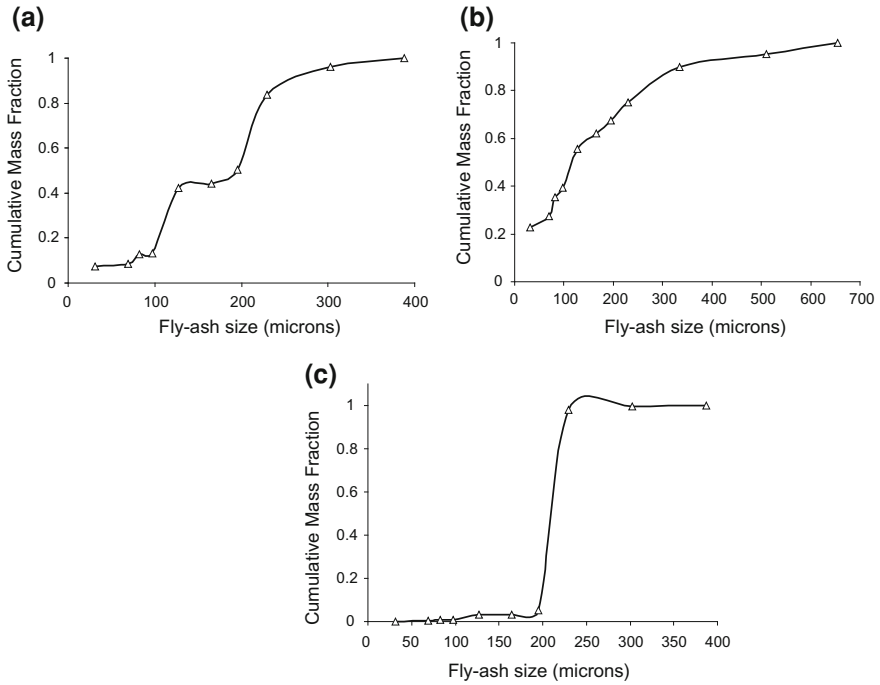 (a)
Cumulative Mass Fraction
1
0.8
0.6
0.4
0.2
0
0 100 200 300 400
Fly-ash size (microns)
(b)
Cumulative Mass Fraction
1
0.8
0.6
0.4
0.2
0
0 100 200 300 400 500 600 700
Fly-ash size (microns)
(c)
Cumulative Mass Fraction
1
0.8
0.6
0.4
0.2
0
0 50 100 150 200 250 300 350 400
Fly-ash size (microns)